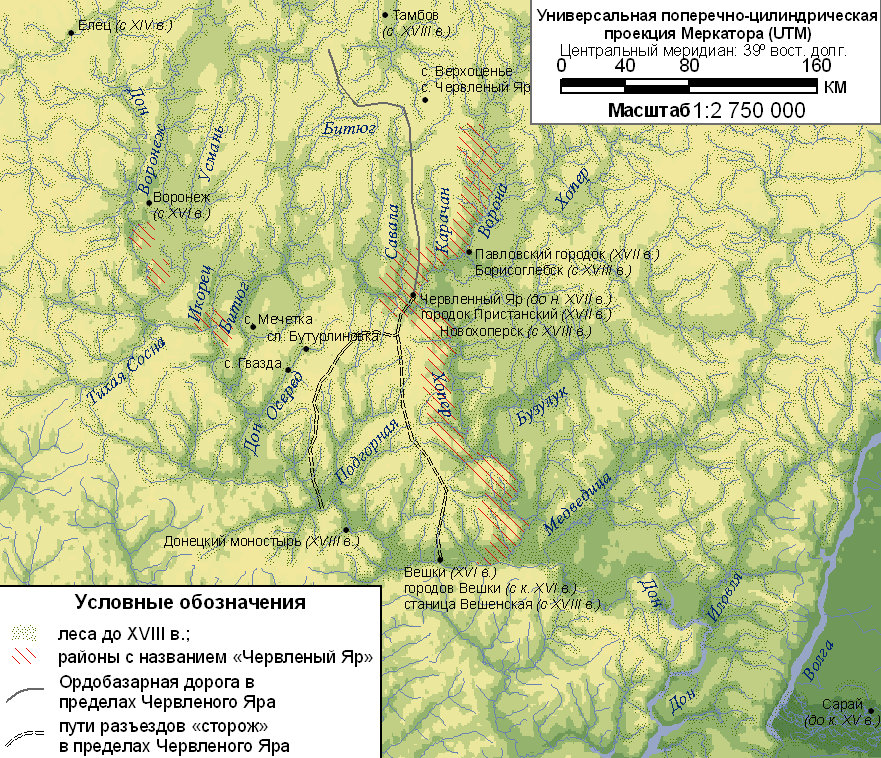 Елец (с XIV в.)
Тамбов
(с. XVIII в.)
Универсальная поперечно-цилиндрическая
проекция Меркатора (UTM)
Центральный меридиан: 39º вост. долг.
0 40 80 160
КМ
Масштаб 1:2 750 000
с. Верхоценье
с. Червленый Яр
Дон
Воронеж
Усмань
Битюг
Хопер
Воронеж
(с XVI в.)
Савала
Карачан
Ворона
Павловский городок (XVII в.)
Борисоглебск (с XVIII в.)
Икорец
Битюг
Червленный Яр (до н. XVII в.)
городок Пристанский (XVII в.)
Новохоперск (с XVIII в.)
с. Мечетка
сл. Бутурлиновка
с. Гвазда
Тихая Сосна
Осеред
Дон
Хопер
Бузулук
Подгорная
Медведица
Донецкий моностырь (XVIII в.)
Вешки (XVI в.)
городов Вешки (с к. XVI в.)
станица Вешенская (с XVIII в.)
Дон
Иловля
Волга
Дон
Сарай
(до к. XV в.)
Условные обозначения
леса до XVIII в.;
районы с названием «Червленый Яр»
Ордобазарная дорога в
пределах Червленого Яра
пути разъездов «сторож»
в пределах Червленого Яра